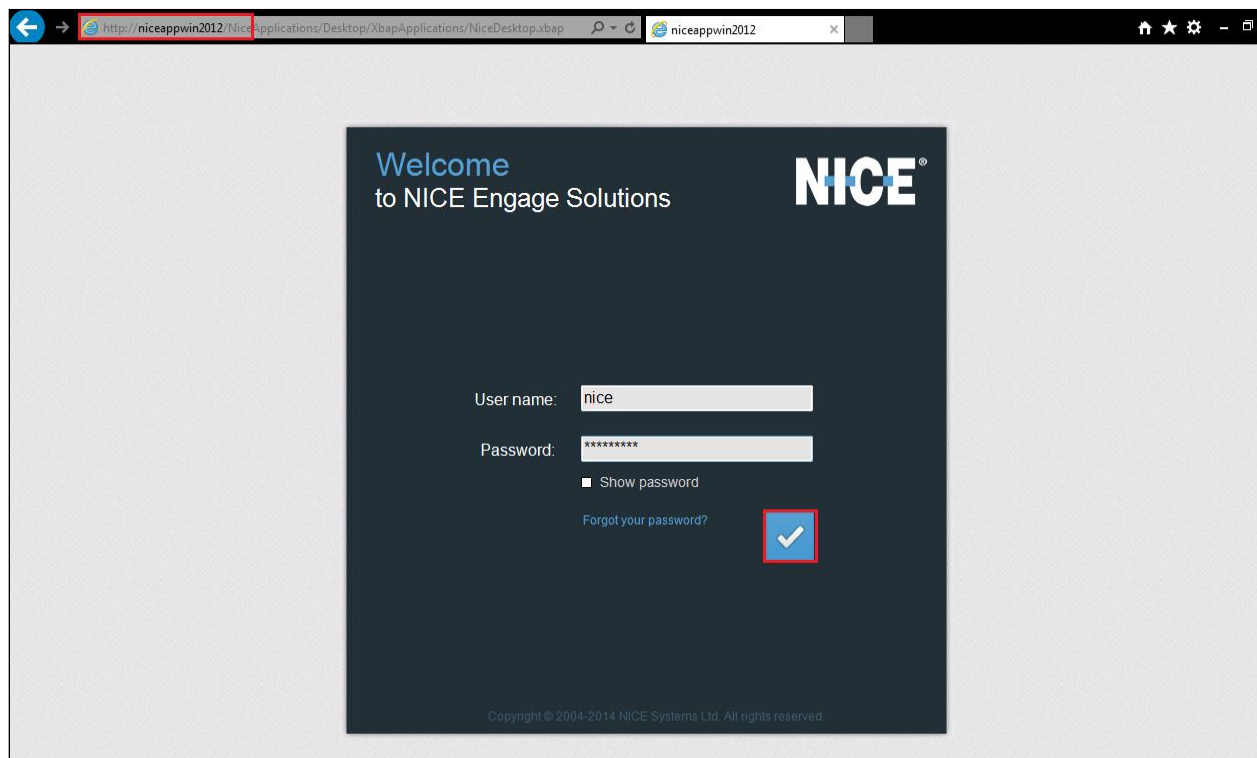 http://niceappwin2012/NiceApplications/Desktop/XbapApplications/NiceDesktop.xbap
niceappwin2012
Welcome
to NICE Engage Solutions
NICE®
User name: nice
Password: *********
Show password
Forgot your password?
Copyright © 2004-2014 NICE Systems Ltd. All rights reserved.